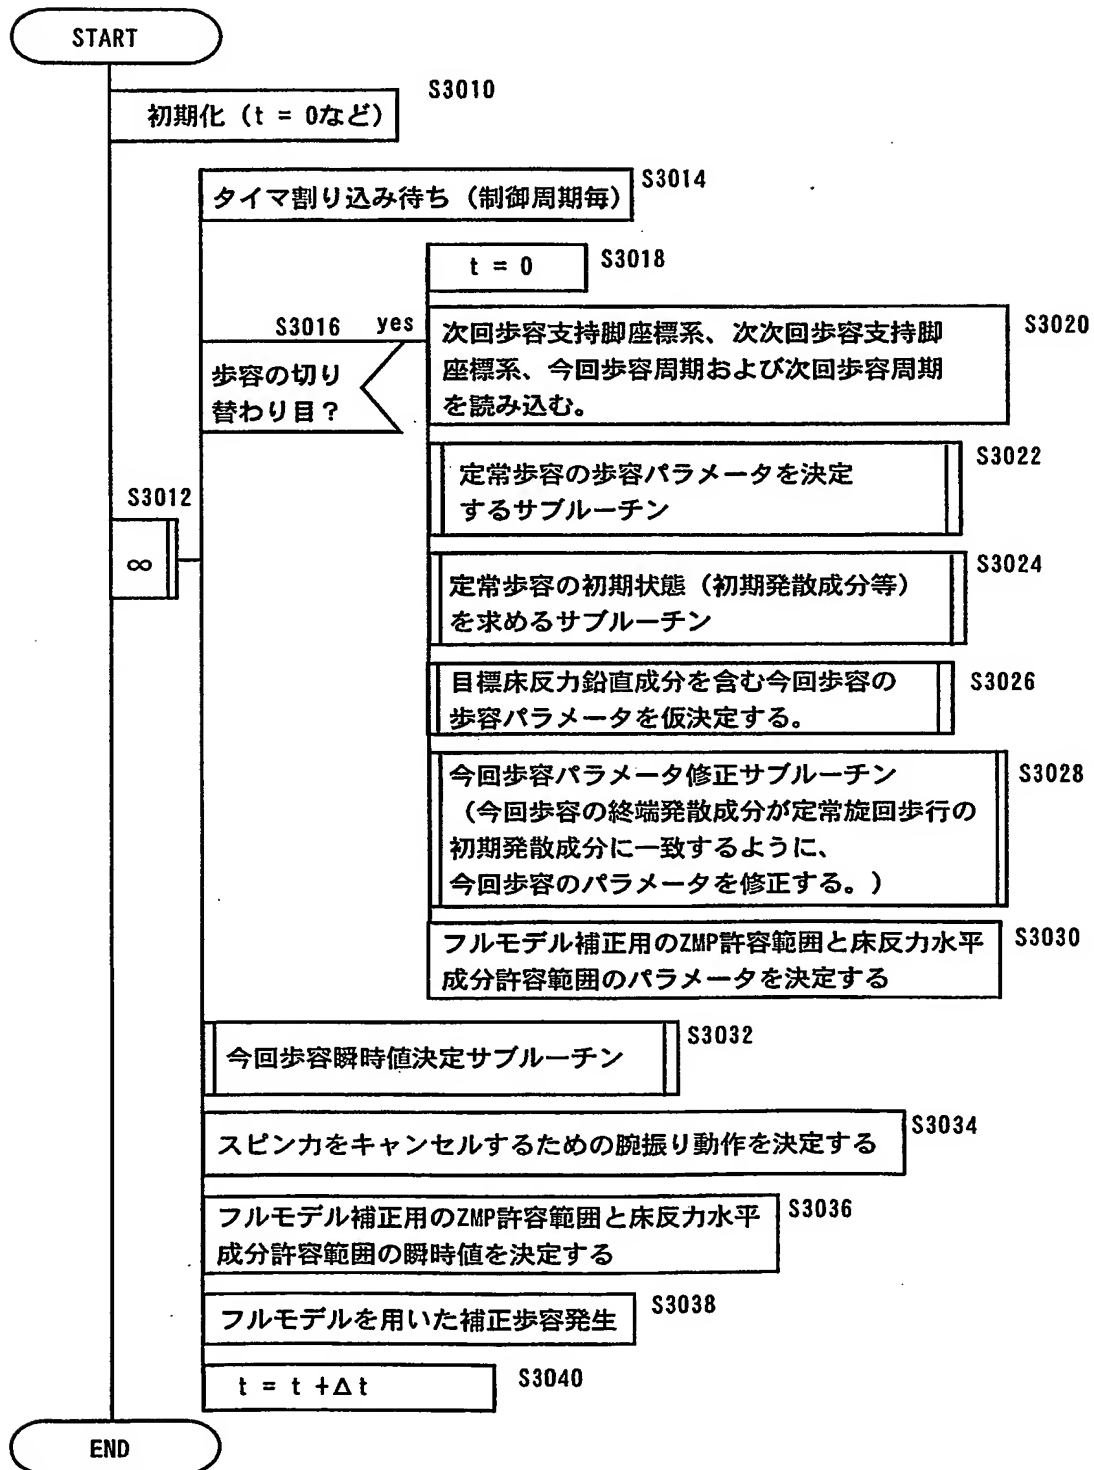 START
S3010
初期化（t = 0など）
S3014
タイマ割り込み待ち（制御周期毎）
t = 0
S3018
S3016 yes
歩容の切り
替わり目？
次回歩容支持脚座標系、次次回歩容支持脚
座標系、今回歩容周期および次回歩容周期
を読み込む。
S3020
定常歩容の歩容パラメータを決定
するサブルーチン
S3022
S3012
∞
定常歩容の初期状態（初期発散成分等）
を求めるサブルーチン
S3024
目標床反力鉛直成分を含む今回歩容の
歩容パラメータを仮決定する。
S3026
今回歩容パラメータ修正サブルーチン
（今回歩容の終端発散成分が定常旋回歩行の
初期発散成分に一致するように、
今回歩容のパラメータを修正する。）
S3028
フルモデル補正用のZMP許容範囲と床反力水平
成分許容範囲のパラメータを決定する
S3030
今回歩容瞬時値決定サブルーチン
S3032
スピン力をキャンセルするための腕振り動作を決定する
S3034
フルモデル補正用のZMP許容範囲と床反力水平
成分許容範囲の瞬時値を決定する
S3036
フルモデルを用いた補正歩容発生
S3038
t = t +Δt
S3040
END